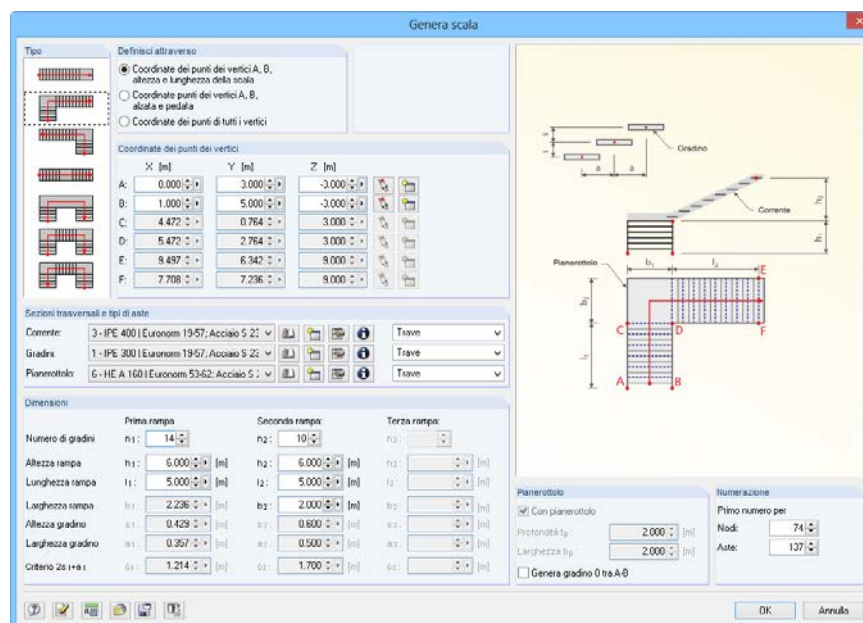 Genera scala
Tipo
Definisci attraverso
Coordinate dei punti dei vertici A, B,
altezza e lunghezza della scala
Coordinate punti dei vertici A, B,
alzata e pedata
Coordinate dei punti di tutti i vertici
Coordinate dei punti dei vertici
X [m] Y [m] Z [m]
A: 0.000 3.000 -3.000
B: 1.000 5.000 -3.000
C: 4.472 0.764 3.000
D: 5.472 2.764 3.000
E: 9.497 6.342 9.000
F: 7.708 7.236 9.000
Sezioni trasversali e tipi di aste
Corrente: 3 - IPE 400 | Euronorm 19-57; Acciaio S 23 Trave
Gradini: 1 - IPE 300 | Euronorm 19-57; Acciaio S 23 Trave
Pianerottolo: 6 - HE A 160 | Euronorm 53-62; Acciaio S Trave
Dimensioni
Prima rampa Seconda rampa: Terza rampa:
Numero di gradini n1: 14 n2: 10 n3:
Altezza rampa h1: 6.000 [m] h2: 6.000 [m] h3: [m]
Lunghezza rampa l1: 5.000 [m] l2: 5.000 [m] l3: [m]
Larghezza rampa b1: 2.236 [m] b2: 2.000 [m] b3: [m]
Altezza gradino s1: 0.429 [m] s2: 0.600 [m] s3: [m]
Larghezza gradino a1: 0.357 [m] a2: 0.500 [m] a3: [m]
Criterio 1.214 [m] 1.700 [m] [m]
Gradino
s
a a
Corrente
h2
h1
Pianerottolo
b1 l2
E
b2
C D F
l1
A B
Pianerottolo
Con pianerottolo
Profondità tp: 2.000 [m]
Larghezza bp: 2.000 [m]
Genera gradino 0 tra A-B
Numerazione
Primo numero per
Nodi: 74
Aste: 137
OK Annulla